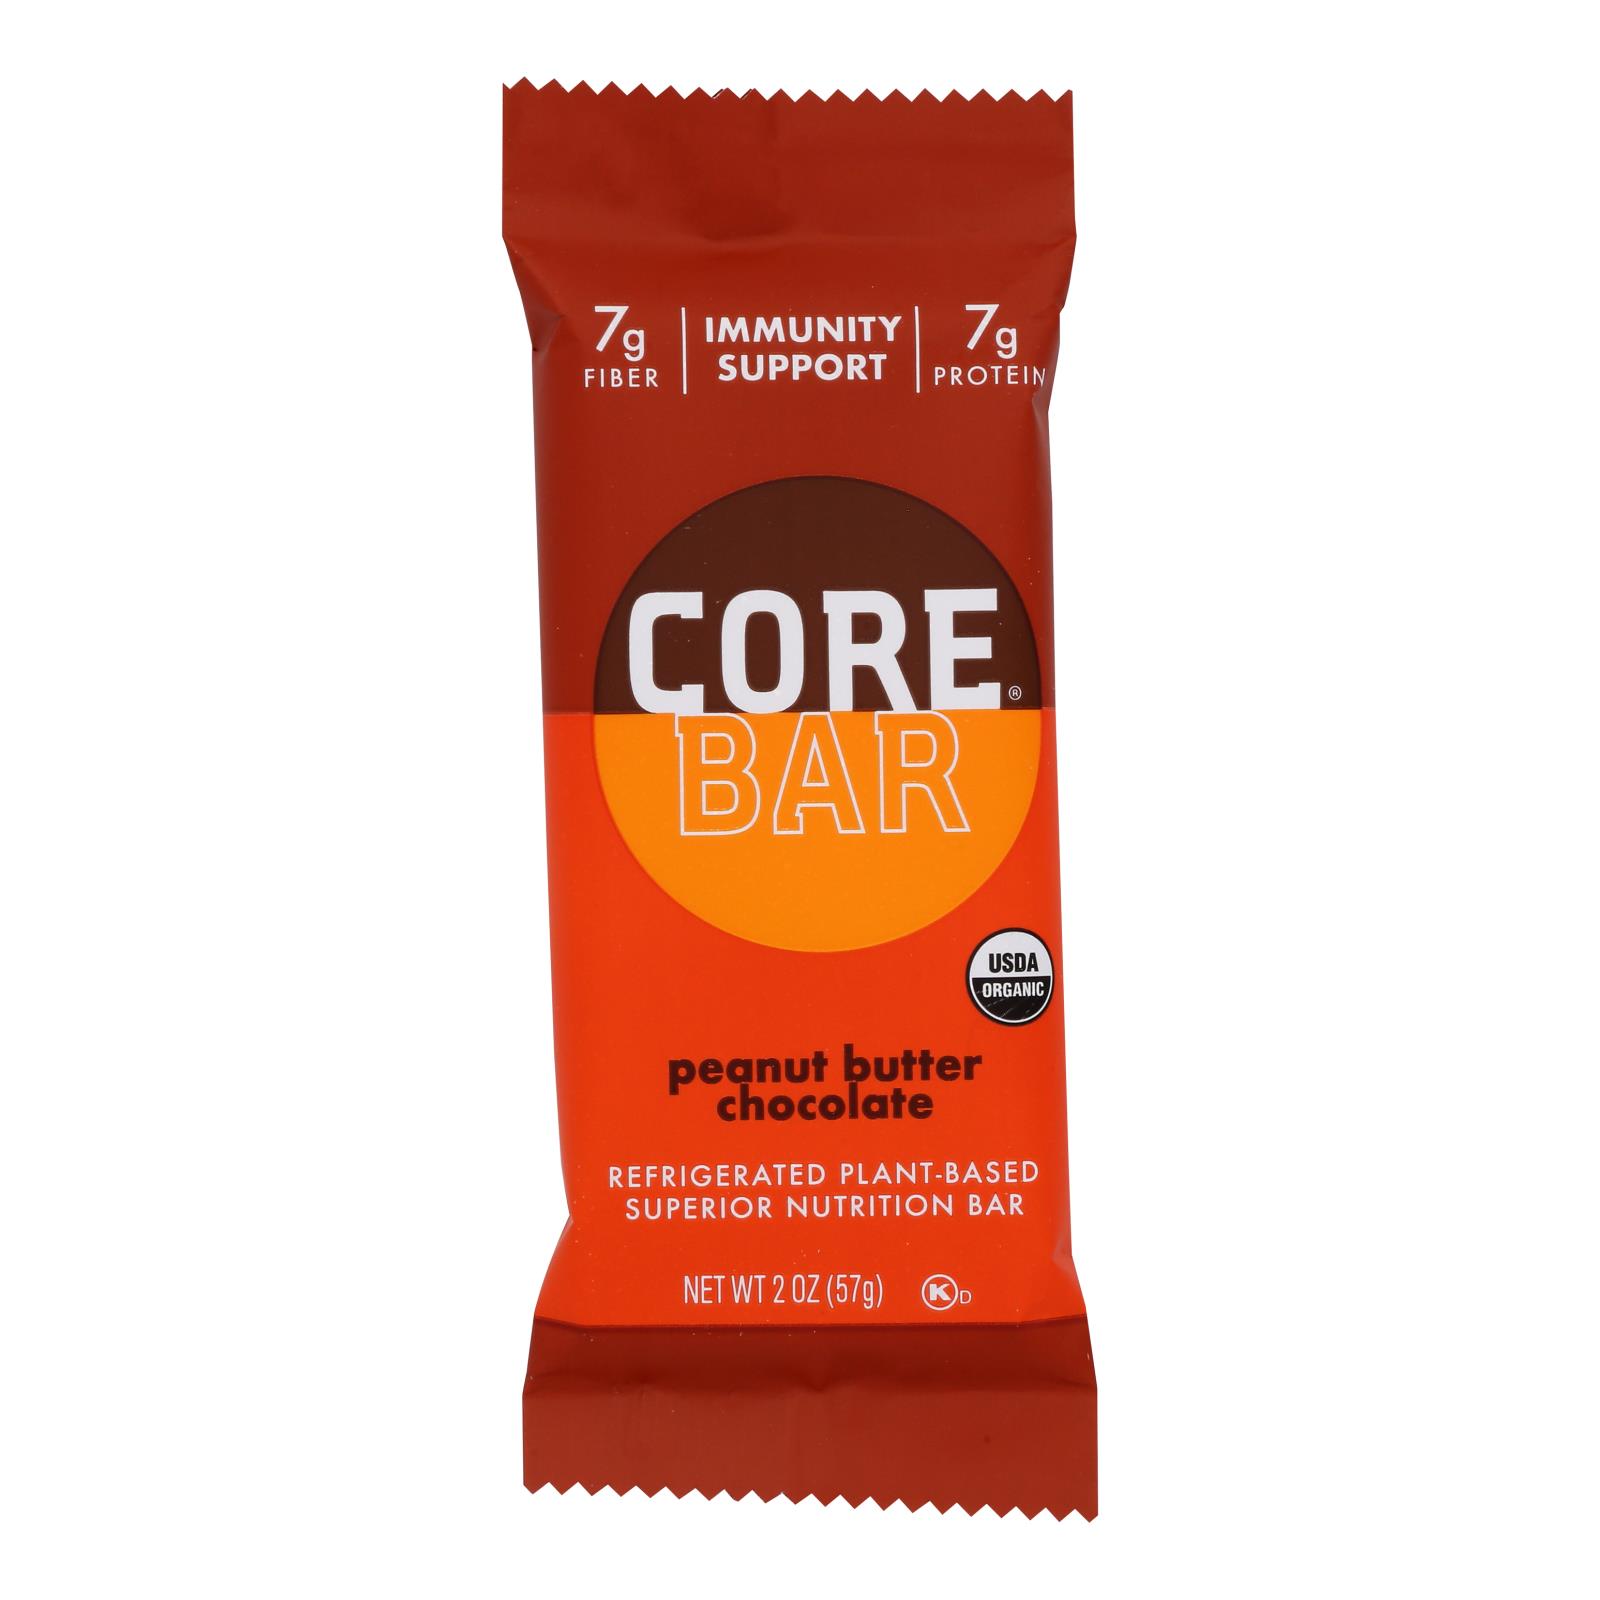 7g
FIBER
IMMUNITY
SUPPORT
7g
PROTEIN
CORE®
BAR
USDA
ORGANIC
peanut butter
chocolate
REFRIGERATED PLANT-BASED
SUPERIOR NUTRITION BAR
NET WT 2 OZ (57g)
K D